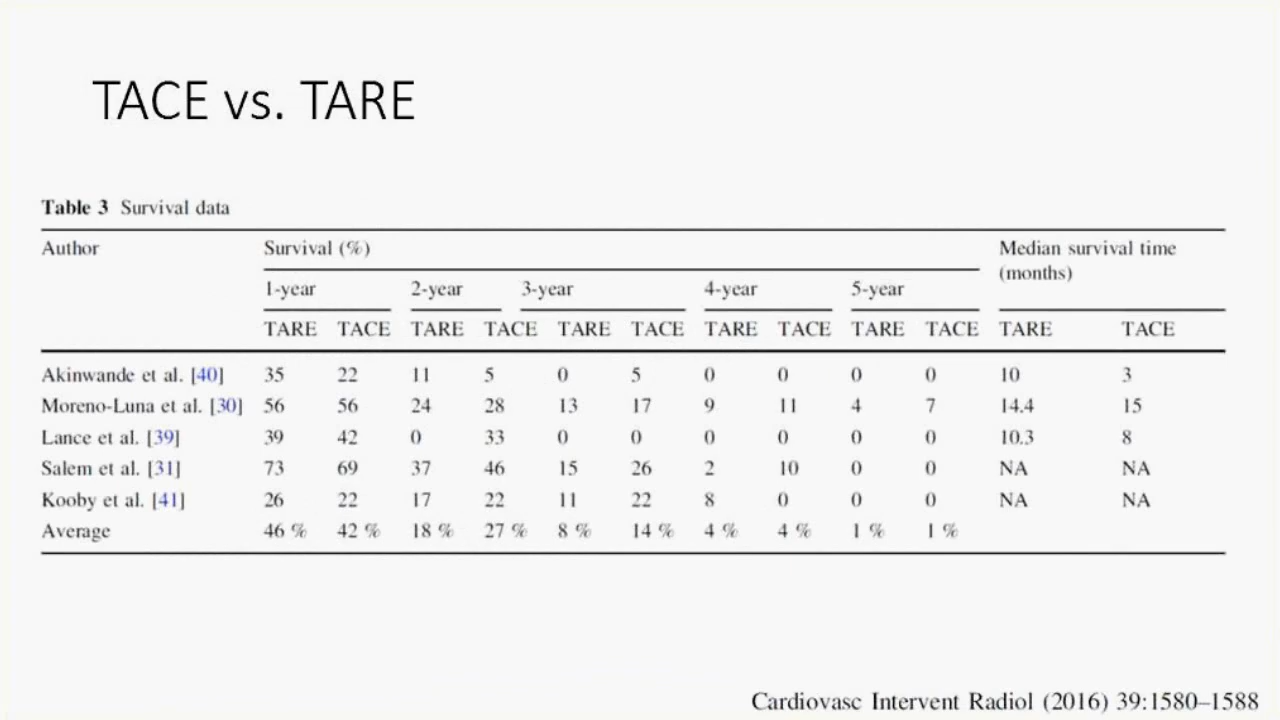 TACE vs. TARE
Table 3 Survival data
Author Survival (%) Median survival time (months)
1-year 2-year 3-year 4-year 5-year
TARE TACE TARE TACE TARE TACE TARE TACE TARE TACE TARE TACE
Akinwande et al. [40] 35 22 11 5 0 5 0 0 0 0 10 3
Moreno-Luna et al. [30] 56 56 24 28 13 17 9 11 4 7 14.4 15
Lance et al. [39] 39 42 0 33 0 0 0 0 0 0 10.3 8
Salem et al. [31] 73 69 37 46 15 26 2 10 0 0 NA NA
Kooby et al. [41] 26 22 17 22 11 22 8 0 0 0 NA NA
Average 46 % 42 % 18 % 27 % 8 % 14 % 4 % 4 % 1 % 1 %
Cardiovasc Intervent Radiol (2016) 39:1580–1588